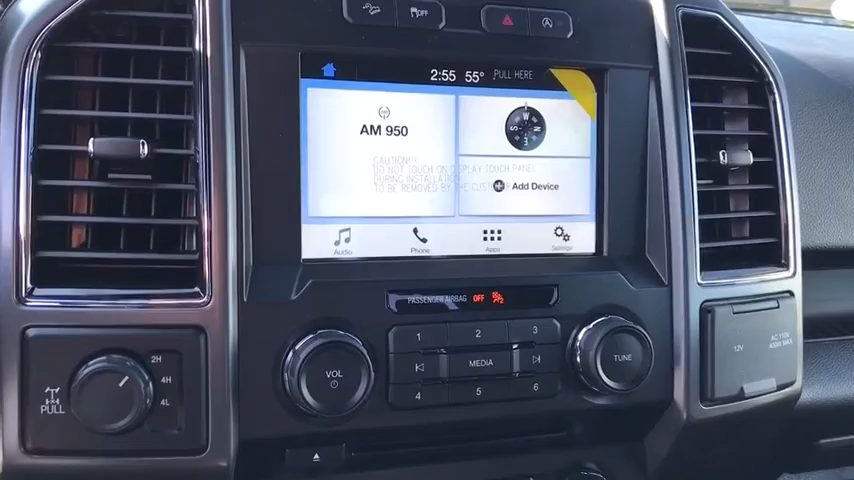 OFF
2:55 55° PULL HERE
AM 950
W
S N
E
CAUTION!!
DO NOT TOUCH ON DISPLAY TOUCH PANEL
DURING INSTALLATION
TO BE REMOVED BY THE CUST
Add Device
Audio
Phone
Apps
Settings
PASSENGER AIRBAG OFF
1 2 3
VOL
MEDIA
TUNE
4 5 6
2H
4H
4L
PULL
12V
AC 110V
400W MAX